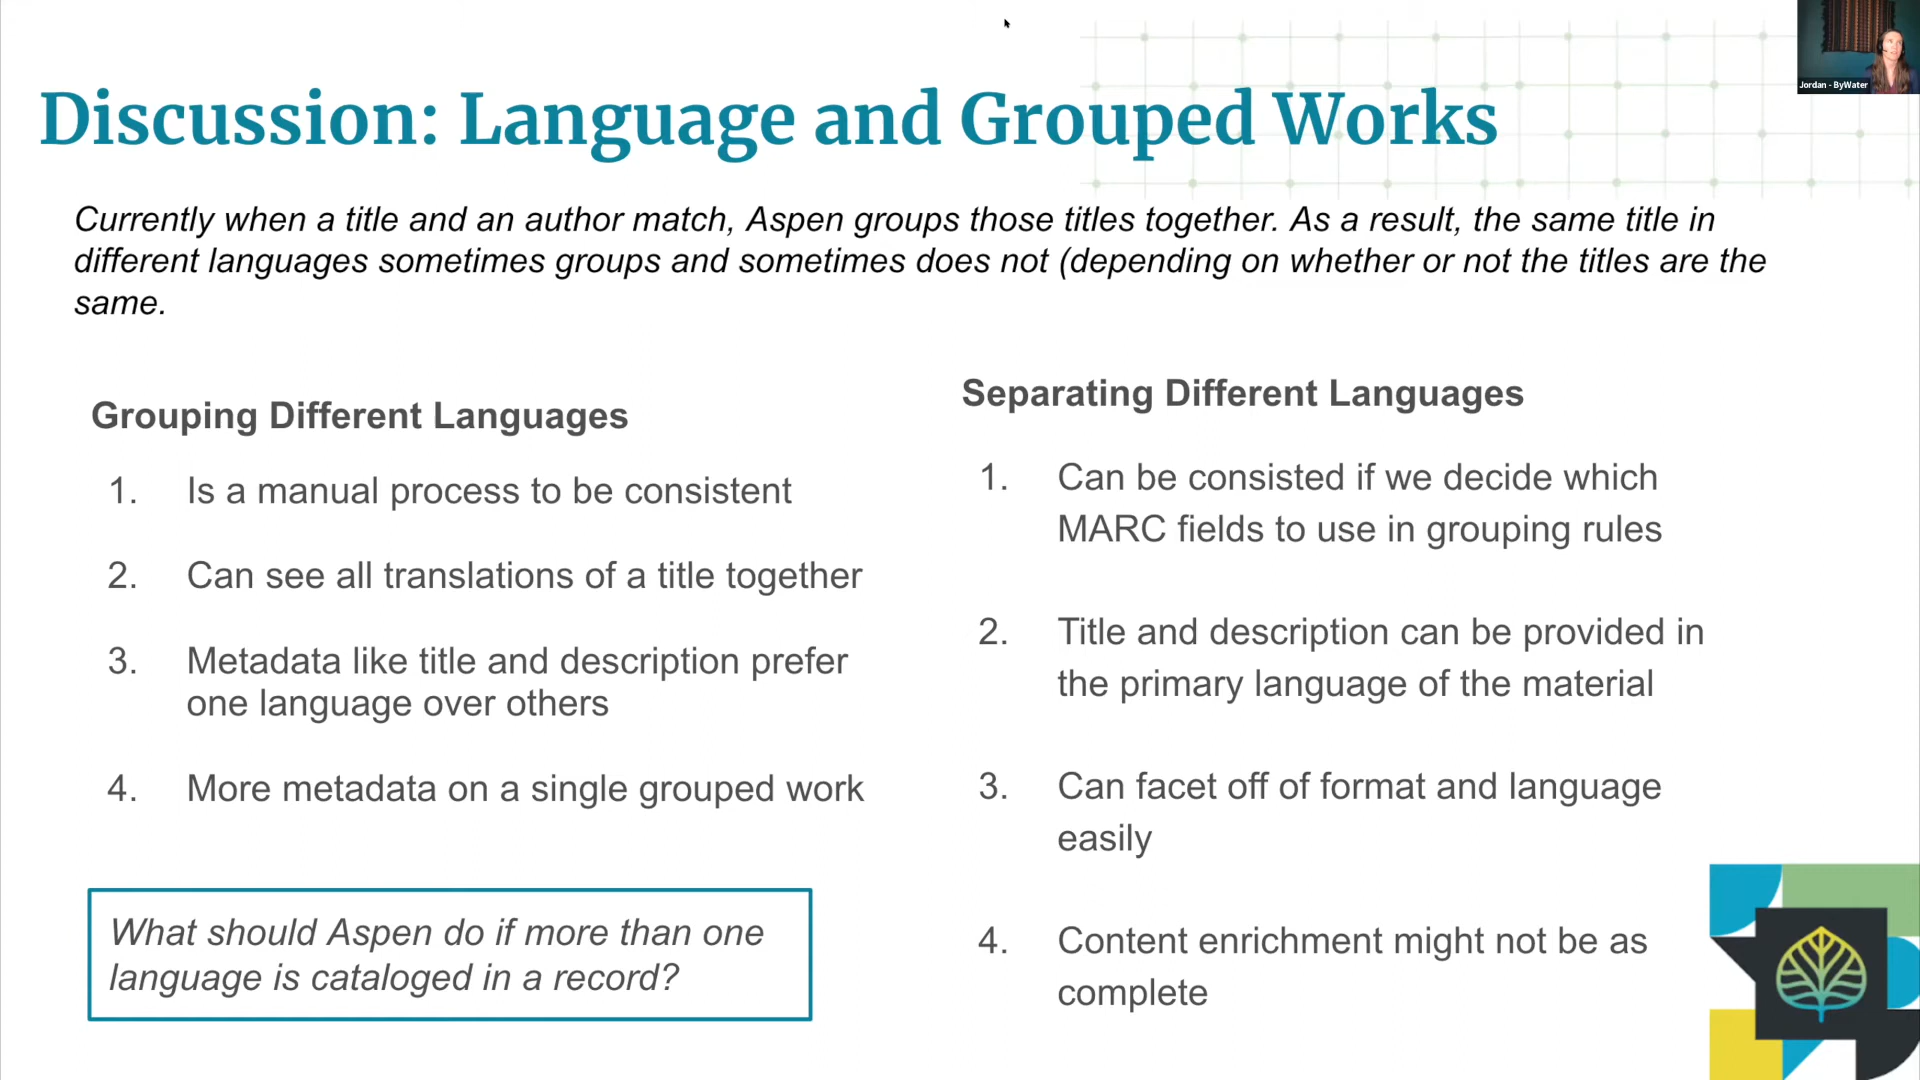 Jordan - ByWater
Discussion: Language and Grouped Works
Currently when a title and an author match, Aspen groups those titles together. As a result, the same title in
different languages sometimes groups and sometimes does not (depending on whether or not the titles are the
same.
Grouping Different Languages
1. Is a manual process to be consistent
2. Can see all translations of a title together
3. Metadata like title and description prefer
one language over others
4. More metadata on a single grouped work
What should Aspen do if more than one
language is cataloged in a record?
Separating Different Languages
1. Can be consisted if we decide which
MARC fields to use in grouping rules
2. Title and description can be provided in
the primary language of the material
3. Can facet off of format and language
easily
4. Content enrichment might not be as
complete